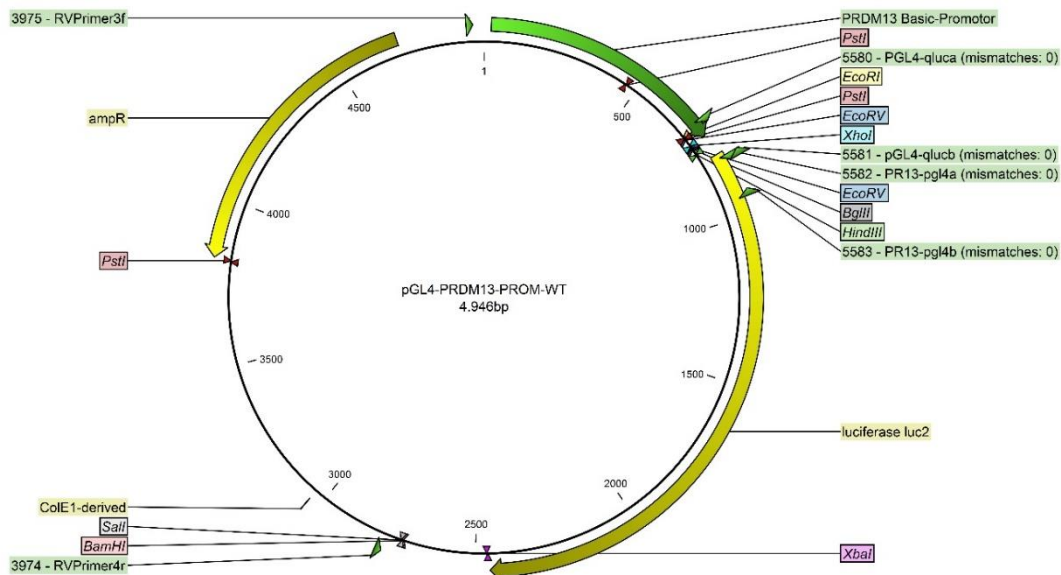 3975 - RVPrimer3f
PRDM13 Basic-Promotor
PstI
5580 - PGL4-qluca (mismatches: 0)
EcoRI
PstI
EcoRV
XhoI
5581 - pGL4-qlucb (mismatches: 0)
5582 - PR13-pgl4a (mismatches: 0)
EcoRV
BglII
HindIII
5583 - PR13-pgl4b (mismatches: 0)
1
500
1000
1500
2000
2500
3000
3500
4000
4500
ampR
PstI
pGL4-PRDM13-PROM-WT
4.946bp
luciferase luc2
ColE1-derived
SalI
BamHI
3974 - RVPrimer4r
XbaI